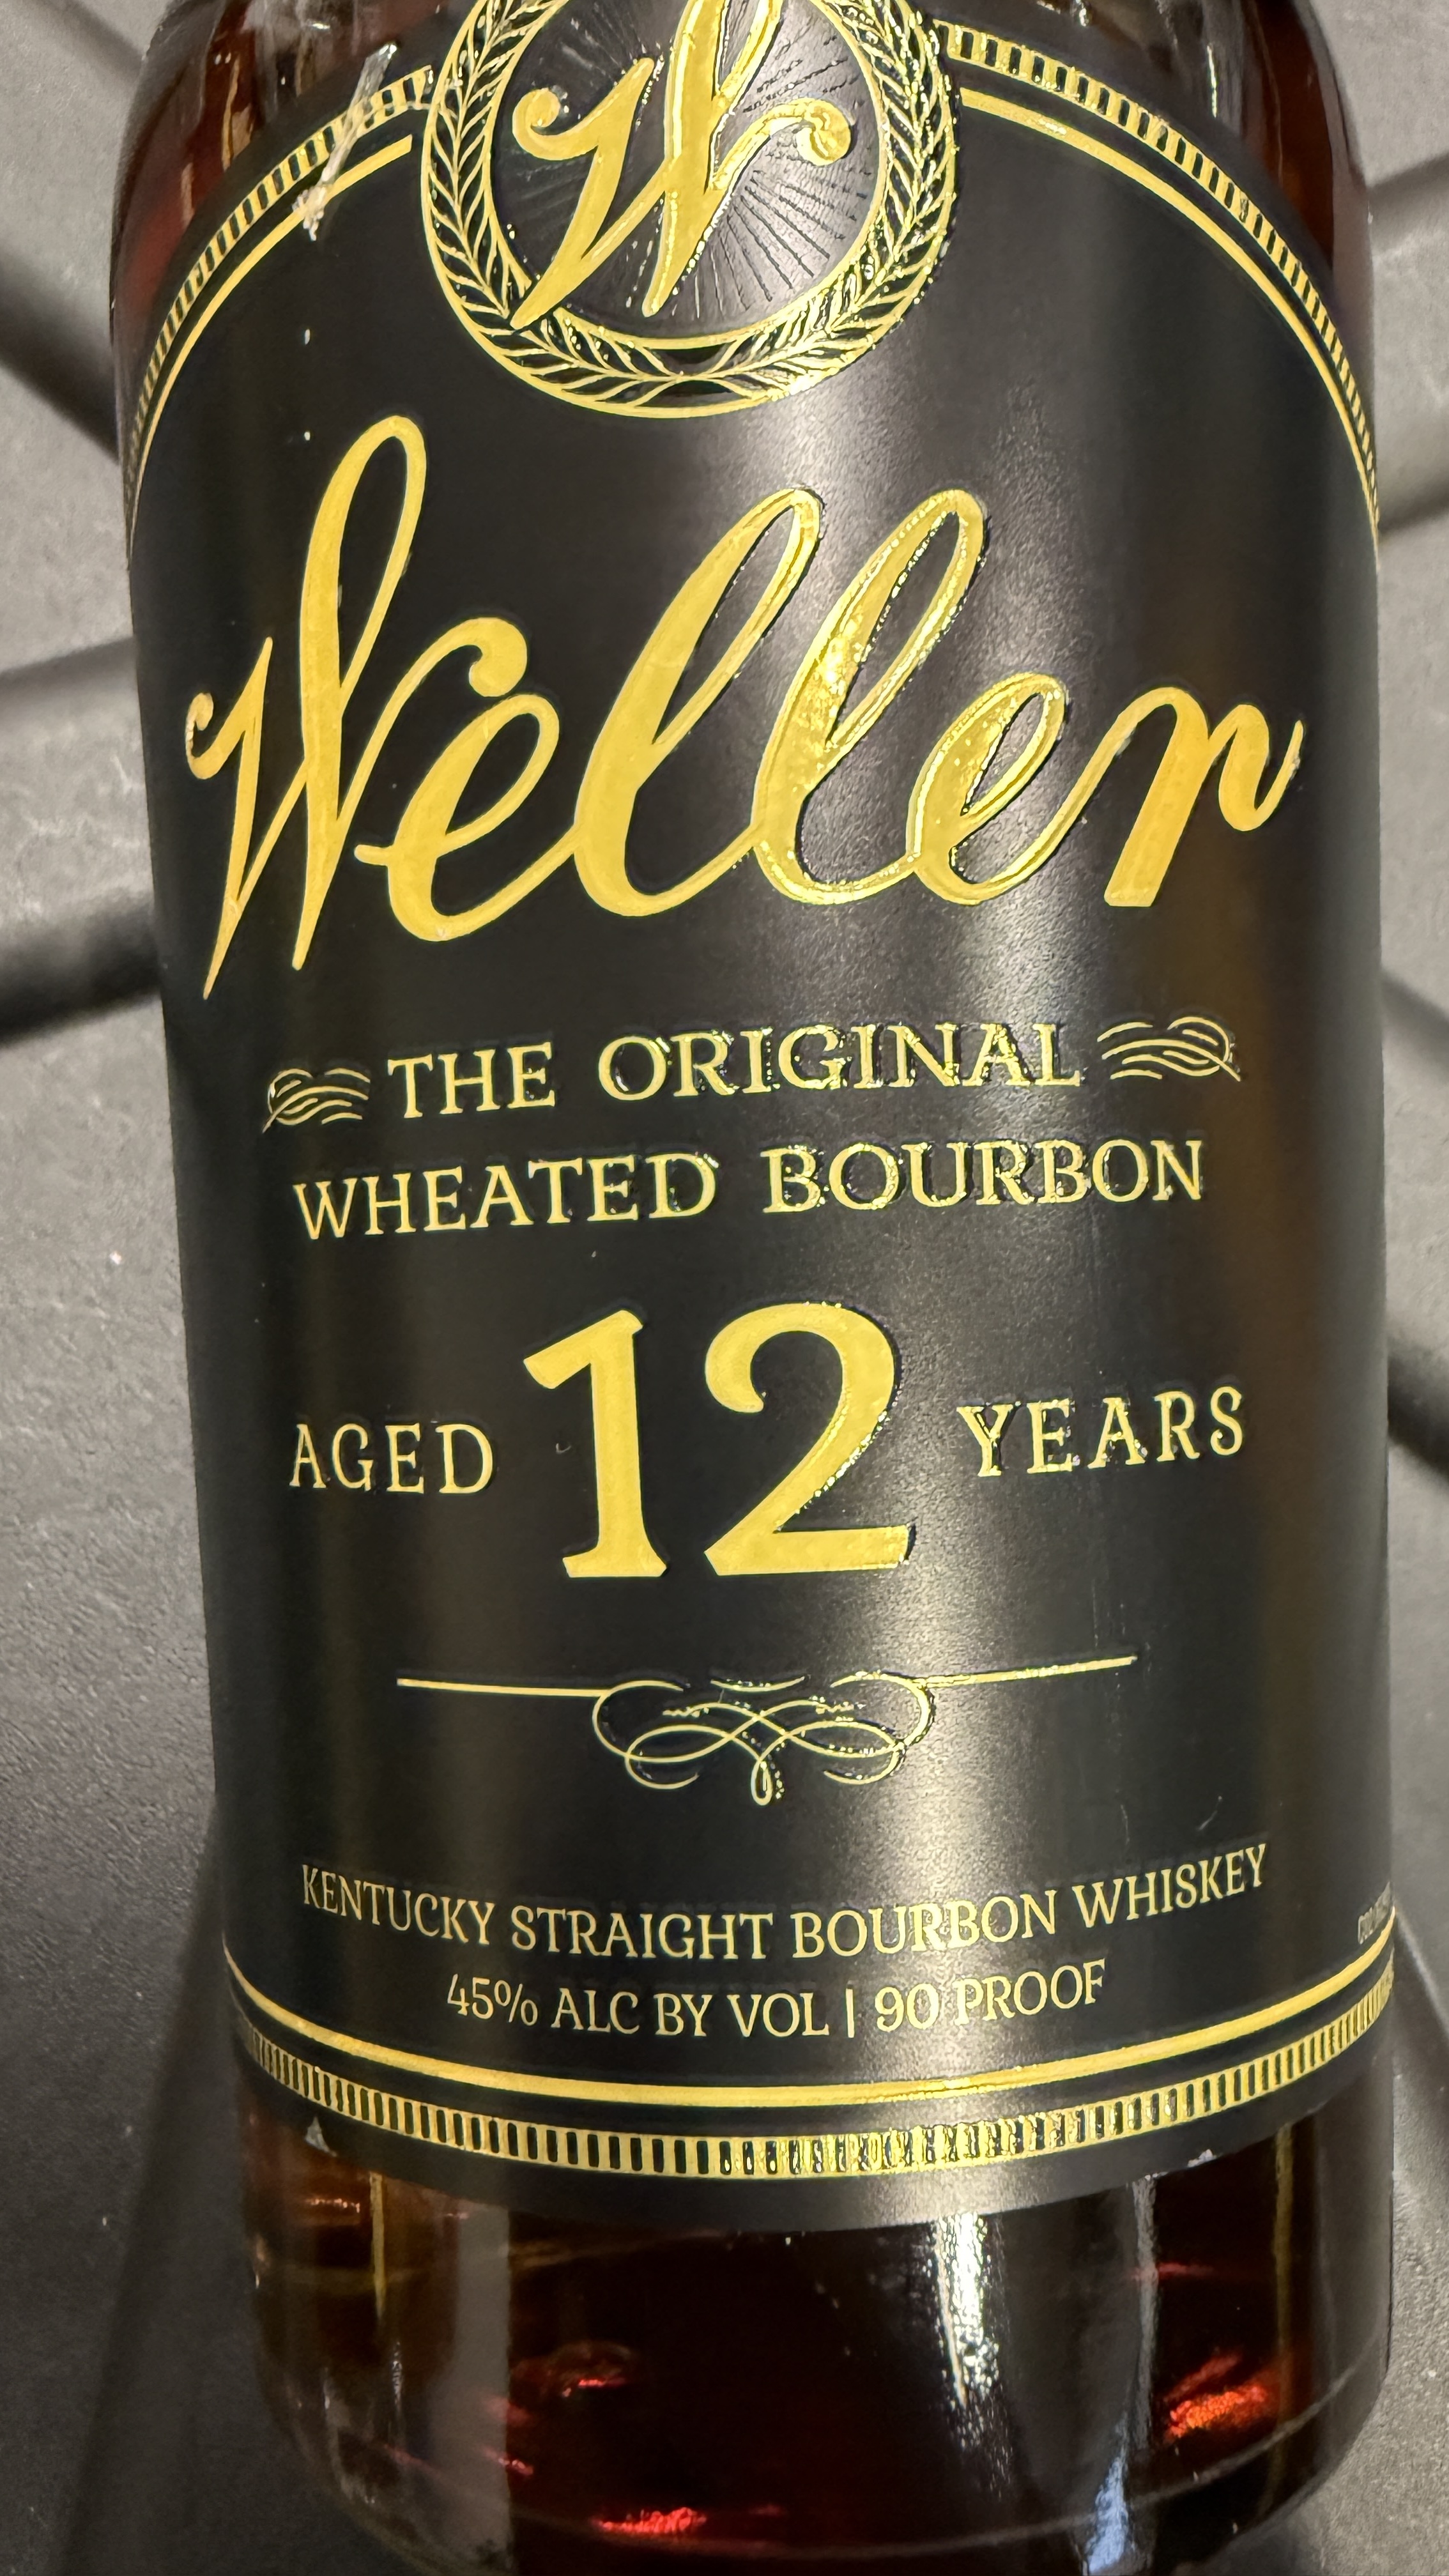 W
Weller
THE ORIGINAL
WHEATED BOURBON
AGED 12 YEARS
KENTUCKY STRAIGHT BOURBON WHISKEY
45% ALC BY VOL | 90 PROOF